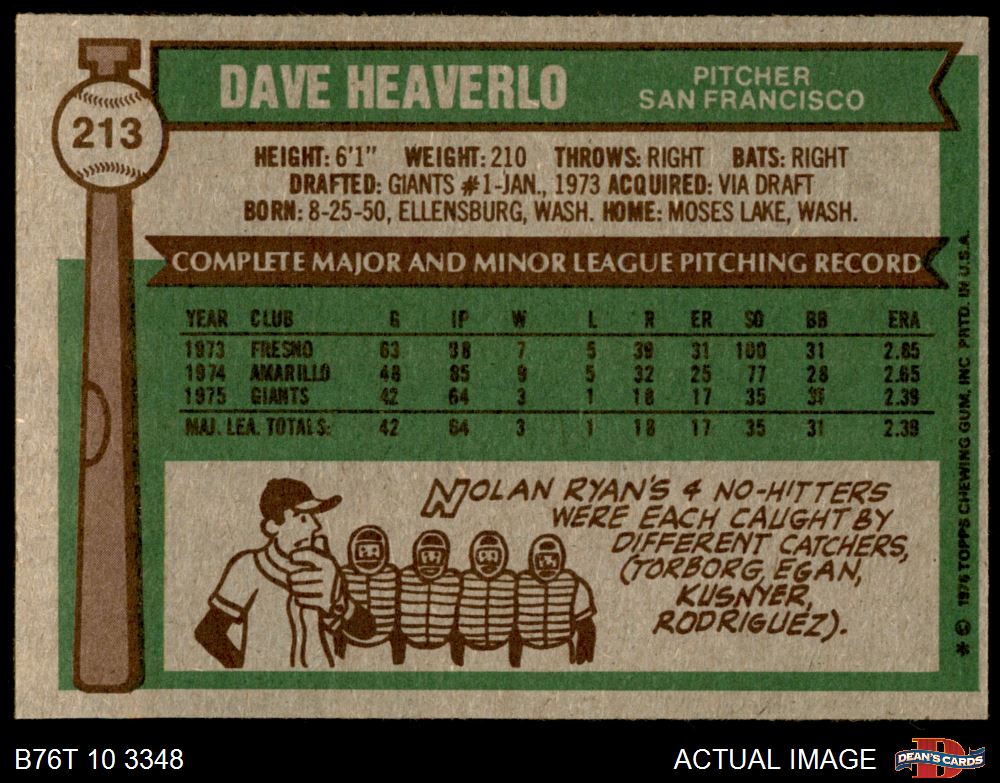 213
DAVE HEAVERLO
PITCHER
SAN FRANCISCO
HEIGHT: 6'1" WEIGHT: 210 THROWS: RIGHT BATS: RIGHT
DRAFTED: GIANTS #1-JAN., 1973 ACQUIRED: VIA DRAFT
BORN: 8-25-50, ELLENSBURG, WASH. HOME: MOSES LAKE, WASH.
COMPLETE MAJOR AND MINOR LEAGUE PITCHING RECORD
YEAR CLUB G IP W L R ER SO BB ERA
1973 FRESNO 63 98 7 5 39 31 100 31 2.85
1974 AMARILLO 48 85 9 5 32 25 77 28 2.65
1975 GIANTS 42 64 3 1 18 17 35 31 2.39
MAJ. LEA. TOTALS: 42 64 3 1 18 17 35 31 2.39
NOLAN RYAN'S 4 NO-HITTERS
WERE EACH CAUGHT BY
DIFFERENT CATCHERS,
(TORBORG, EGAN,
KUSNYER,
RODRIGUEZ).
* © 1976 TOPPS CHEWING GUM, INC PRTD. IN U.S.A.
B76T 10 3348
ACTUAL IMAGE
D
DEAN'S CARDS